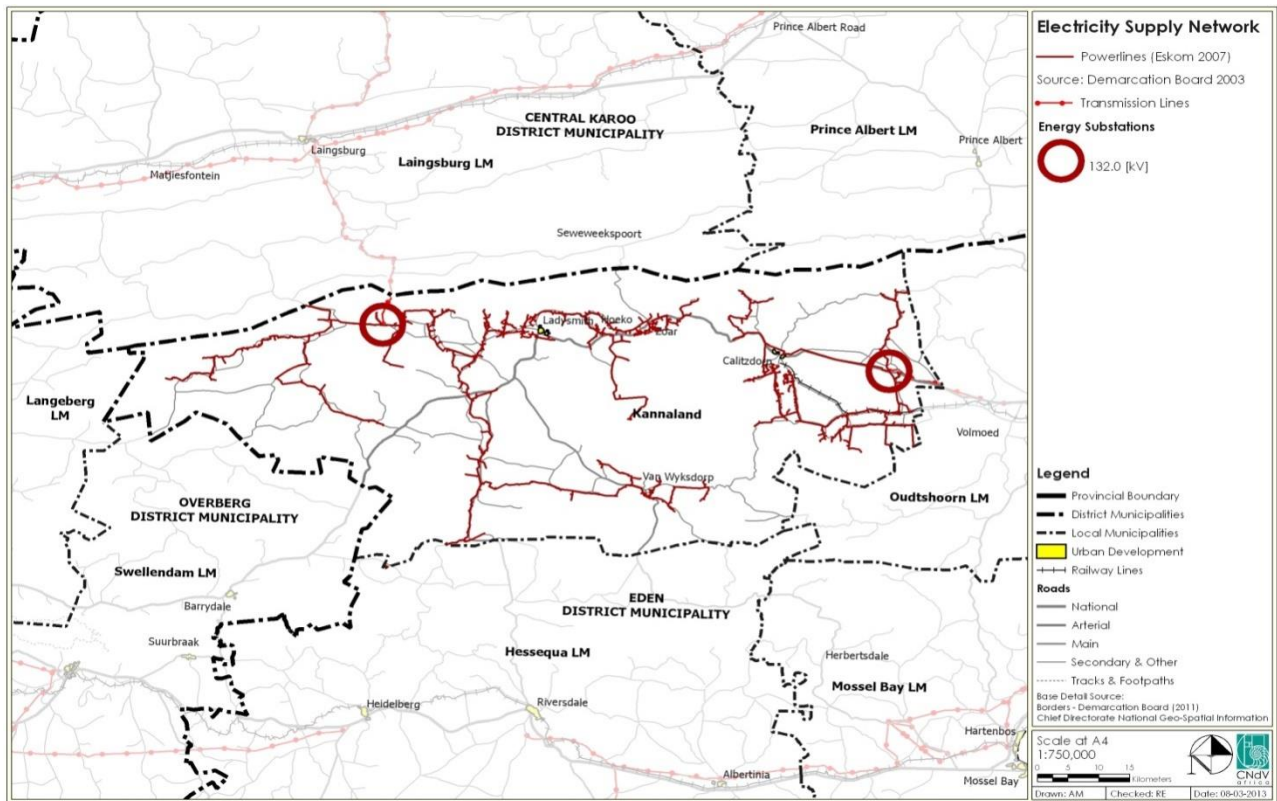 Prince Albert Road
CENTRAL KAROO
DISTRICT MUNICIPALITY
Prince Albert LM
Prince Albert
Laingsburg
Laingsburg LM
Matjiesfontein
Seweweekspoort
Ladysmith
Hoeko
Zoar
Calitzdorp
Langeberg
LM
Kannaland
Volmoed
Van Wyksdorp
Oudtshoorn LM
OVERBERG
DISTRICT MUNICIPALITY
Swellendam LM
Barrydale
EDEN
DISTRICT MUNICIPALITY
Suurbraak
Hessequa LM
Herbertsdale
Mossel Bay LM
Heidelberg
Riversdale
Hartenbos
Albertinia
Mossel Bay
Electricity Supply Network
Powerlines (Eskom 2007)
Source: Demarcation Board 2003
Transmission Lines
Energy Substations
132.0 [kV]
Legend
Provincial Boundary
District Municipalities
Local Municipalities
Urban Development
Railway Lines
Roads
National
Arterial
Main
Secondary & Other
Tracks & Footpaths
Base Detail Source:
Borders - Demarcation Board (2011)
Chief Directorate National Geo-Spatial Information
Scale at A4
1:750,000
0 5 10 15
Kilometers
CNdV
africa
Drawn: AM Checked: RE Date: 08-03-2013